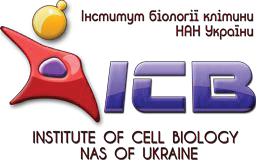 Інститут біології клітини
НАН України
ICB
INSTITUTE OF CELL BIOLOGY
NAS OF UKRAINE